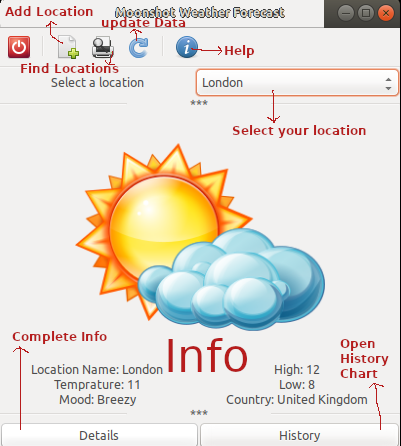 Moonshot Weather Forecast
Add Location
update Data
Help
Find Locations
Select a location
London
***
Select your location
Complete Info
Info
Open
History
Chart
Location Name: London
High: 12
Temprature: 11
Low: 8
Mood: Breezy
Country: United Kingdom
***
Details
History